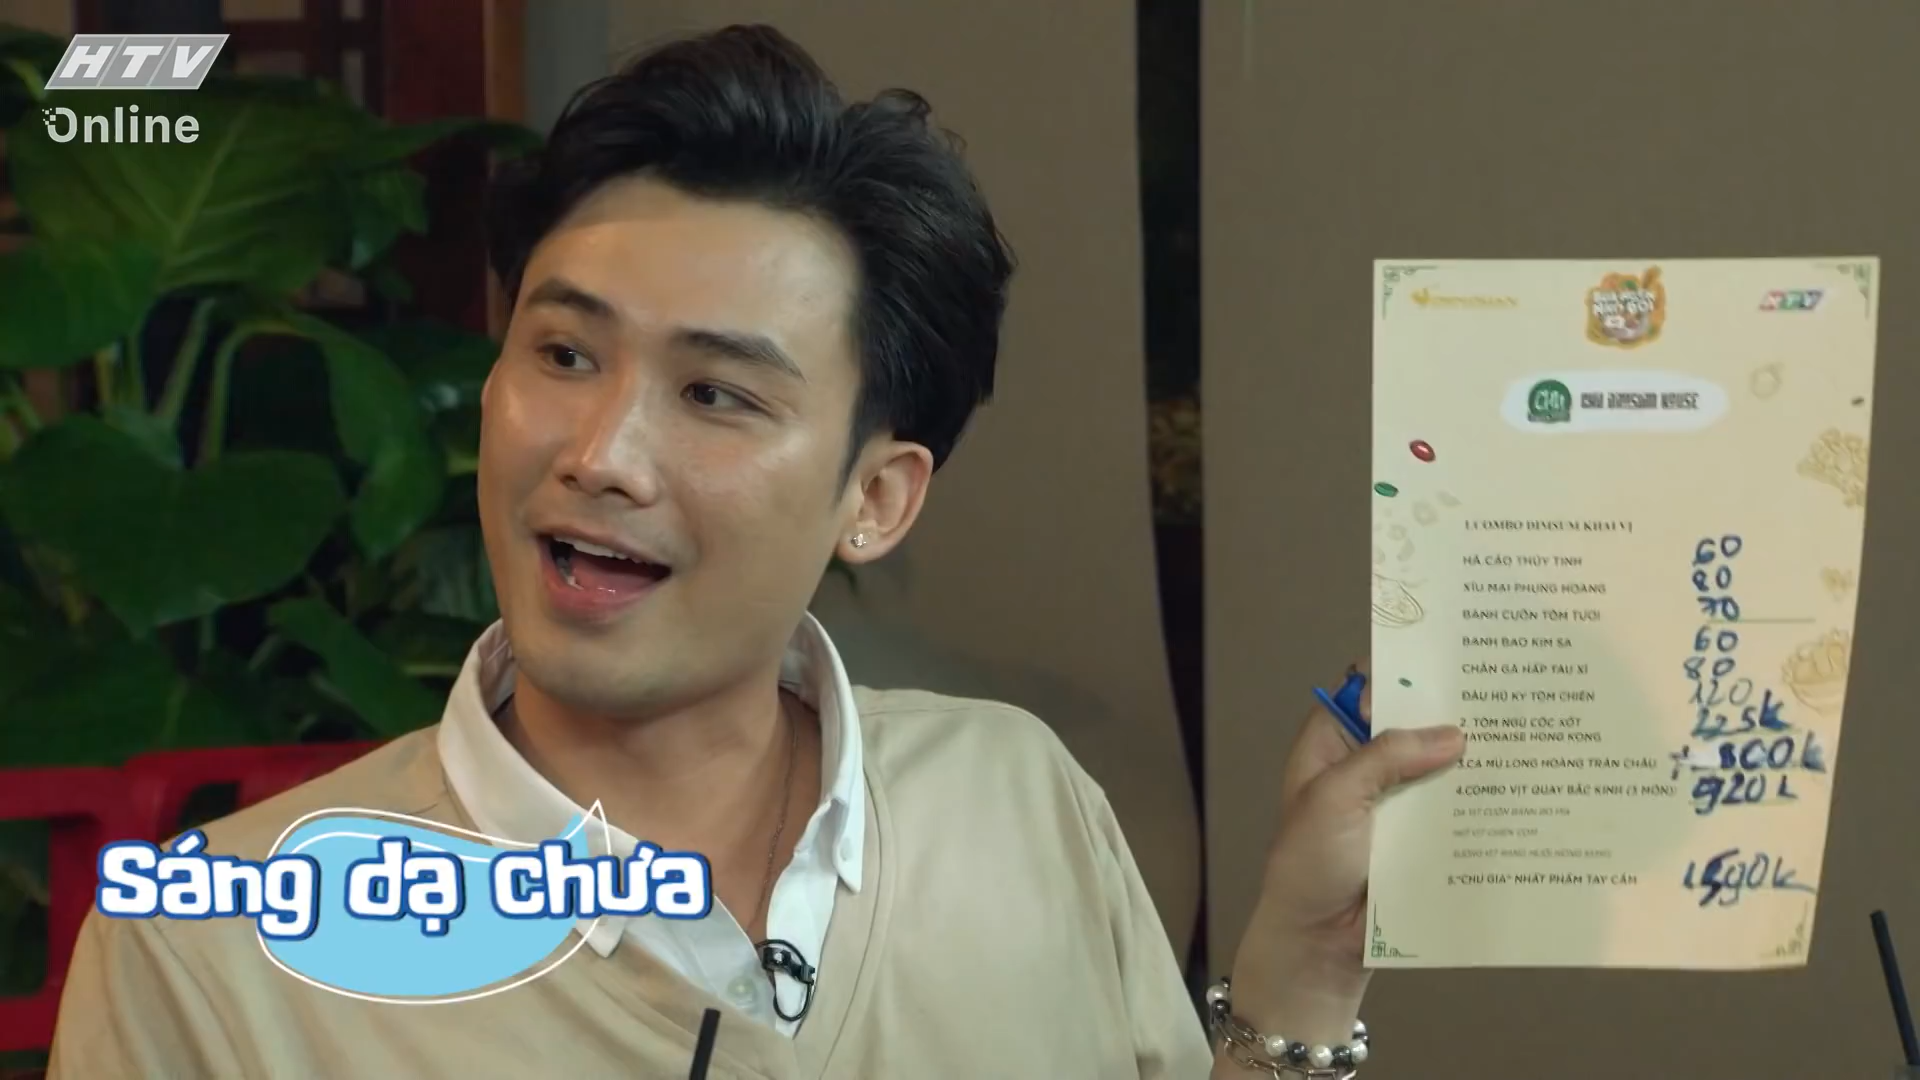 HTV
Online
HTV
CHU DIMSUM HOUSE
1.COMBO DIMSUM KHAI VỊ
HÁ CẢO THỦY TINH 60
XÍU MẠI PHỤNG HOÀNG 80
BÁNH CUỐN TÔM TƯƠI 70
BÁNH BAO KIM SA 60
CHÂN GÀ HẤP TÀU XÌ 80
ĐẬU HŨ KY TÔM CHIÊN 120
2. TÔM NGŨ CỐC XỐT 225k
MAYONAISE HONG KONG
3.CÁ MÚ LONG HOÀNG TRÂN CHÂU 800k
4.COMBO VỊT QUAY BẮC KINH (3 MÓN) 920k
5."CHU GIA" NHẤT PHẨM TAY CẦM
Sáng dạ chưa